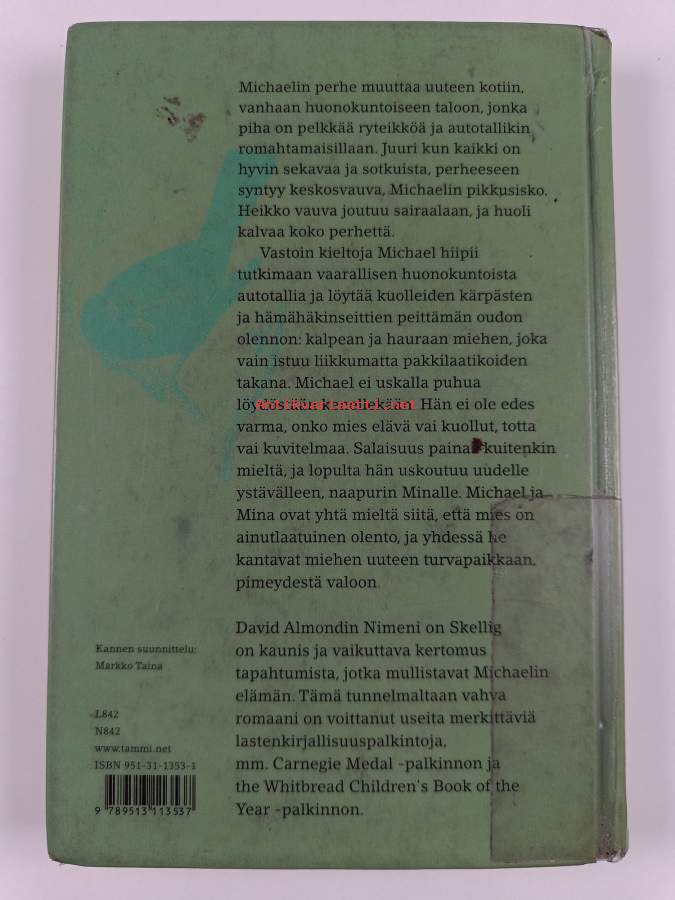 Michaelin perhe muuttaa uuteen kotiin,
vanhaan huonokuntoiseen taloon, jonka
piha on pelkkää ryteikköä ja autotallikin
romahtamaisillaan. Juuri kun kaikki on
hyvin sekavaa ja sotkuista, perheeseen
syntyy keskosvauva, Michaelin pikkusisko.
Heikko vauva joutuu sairaalaan, ja huoli
kalvaa koko perhettä.
Vastoin kieltoja Michael hiipii
tutkimaan vaarallisen huonokuntoista
autotallia ja löytää kuolleiden kärpästen
ja hämähäkinseittien peittämän oudon
olennon: kalpean ja hauraan miehen, joka
vain istuu liikkumatta pakkilaatikoiden
takana. Michael ei uskalla puhua
löydöstään kenellekään. Hän ei ole edes
varma, onko mies elävä vai kuollut, totta
vai kuvitelmaa. Salaisuus painaa kuitenkin
mieltä, ja lopulta hän uskoutuu uudelle
ystävälleen, naapurin Minalle. Michael ja
Mina ovat yhtä mieltä siitä, että mies on
ainutlaatuinen olento, ja yhdessä he
kantavat miehen uuteen turvapaikkaan,
pimeydestä valoon.
David Almondin Nimeni on Skellig
on kaunis ja vaikuttava kertomus
tapahtumista, jotka mullistavat Michaelin
elämän. Tämä tunnelmaltaan vahva
romaani on voittanut useita merkittäviä
lastenkirjallisuuspalkintoja,
mm. Carnegie Medal -palkinnon ja
the Whitbread Children's Book of the
Year -palkinnon.
Kannen suunnittelu:
Markko Taina
L842
N842
www.tammi.net
ISBN 951-31-1353-1
9 789513 113537